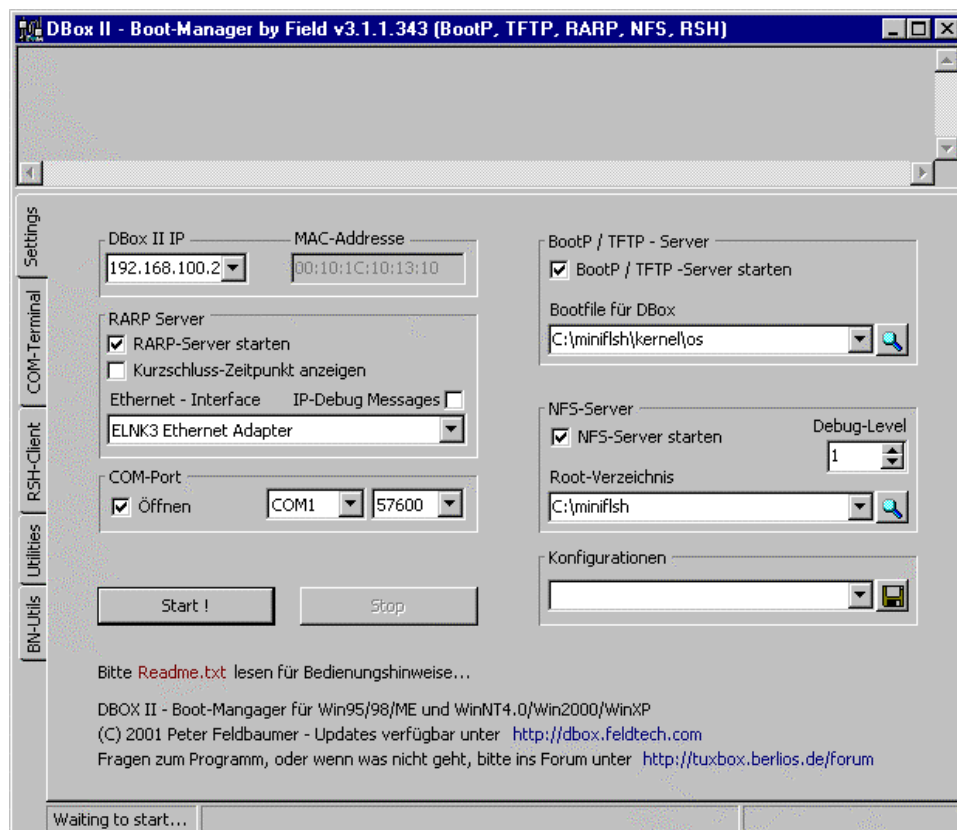 DBox II - Boot-Manager by Field v3.1.1.343 (BootP, TFTP, RARP, NFS, RSH)
Settings
COM-Terminal
RSH-Client
Utilities
BN-Utils
DBox II IP
MAC-Addresse
192.168.100.2
00:10:1C:10:13:10
RARP Server
RARP-Server starten
Kurzschluss-Zeitpunkt anzeigen
Ethernet - Interface
IP-Debug Messages
ELNK3 Ethernet Adapter
COM-Port
Öffnen
COM1
57600
Start !
Stop
BootP / TFTP - Server
BootP / TFTP -Server starten
Bootfile für DBox
C:\miniflsh\kernel\os
NFS-Server
NFS-Server starten
Debug-Level
1
Root-Verzeichnis
C:\miniflsh
Konfigurationen
Bitte Readme.txt lesen für Bedienungshinweise...
DBOX II - Boot-Mangager für Win95/98/ME und WinNT4.0/Win2000/WinXP
(C) 2001 Peter Feldbaumer - Updates verfügbar unter http://dbox.feldtech.com
Fragen zum Programm, oder wenn was nicht geht, bitte ins Forum unter http://tuxbox.berlios.de/forum
Waiting to start...